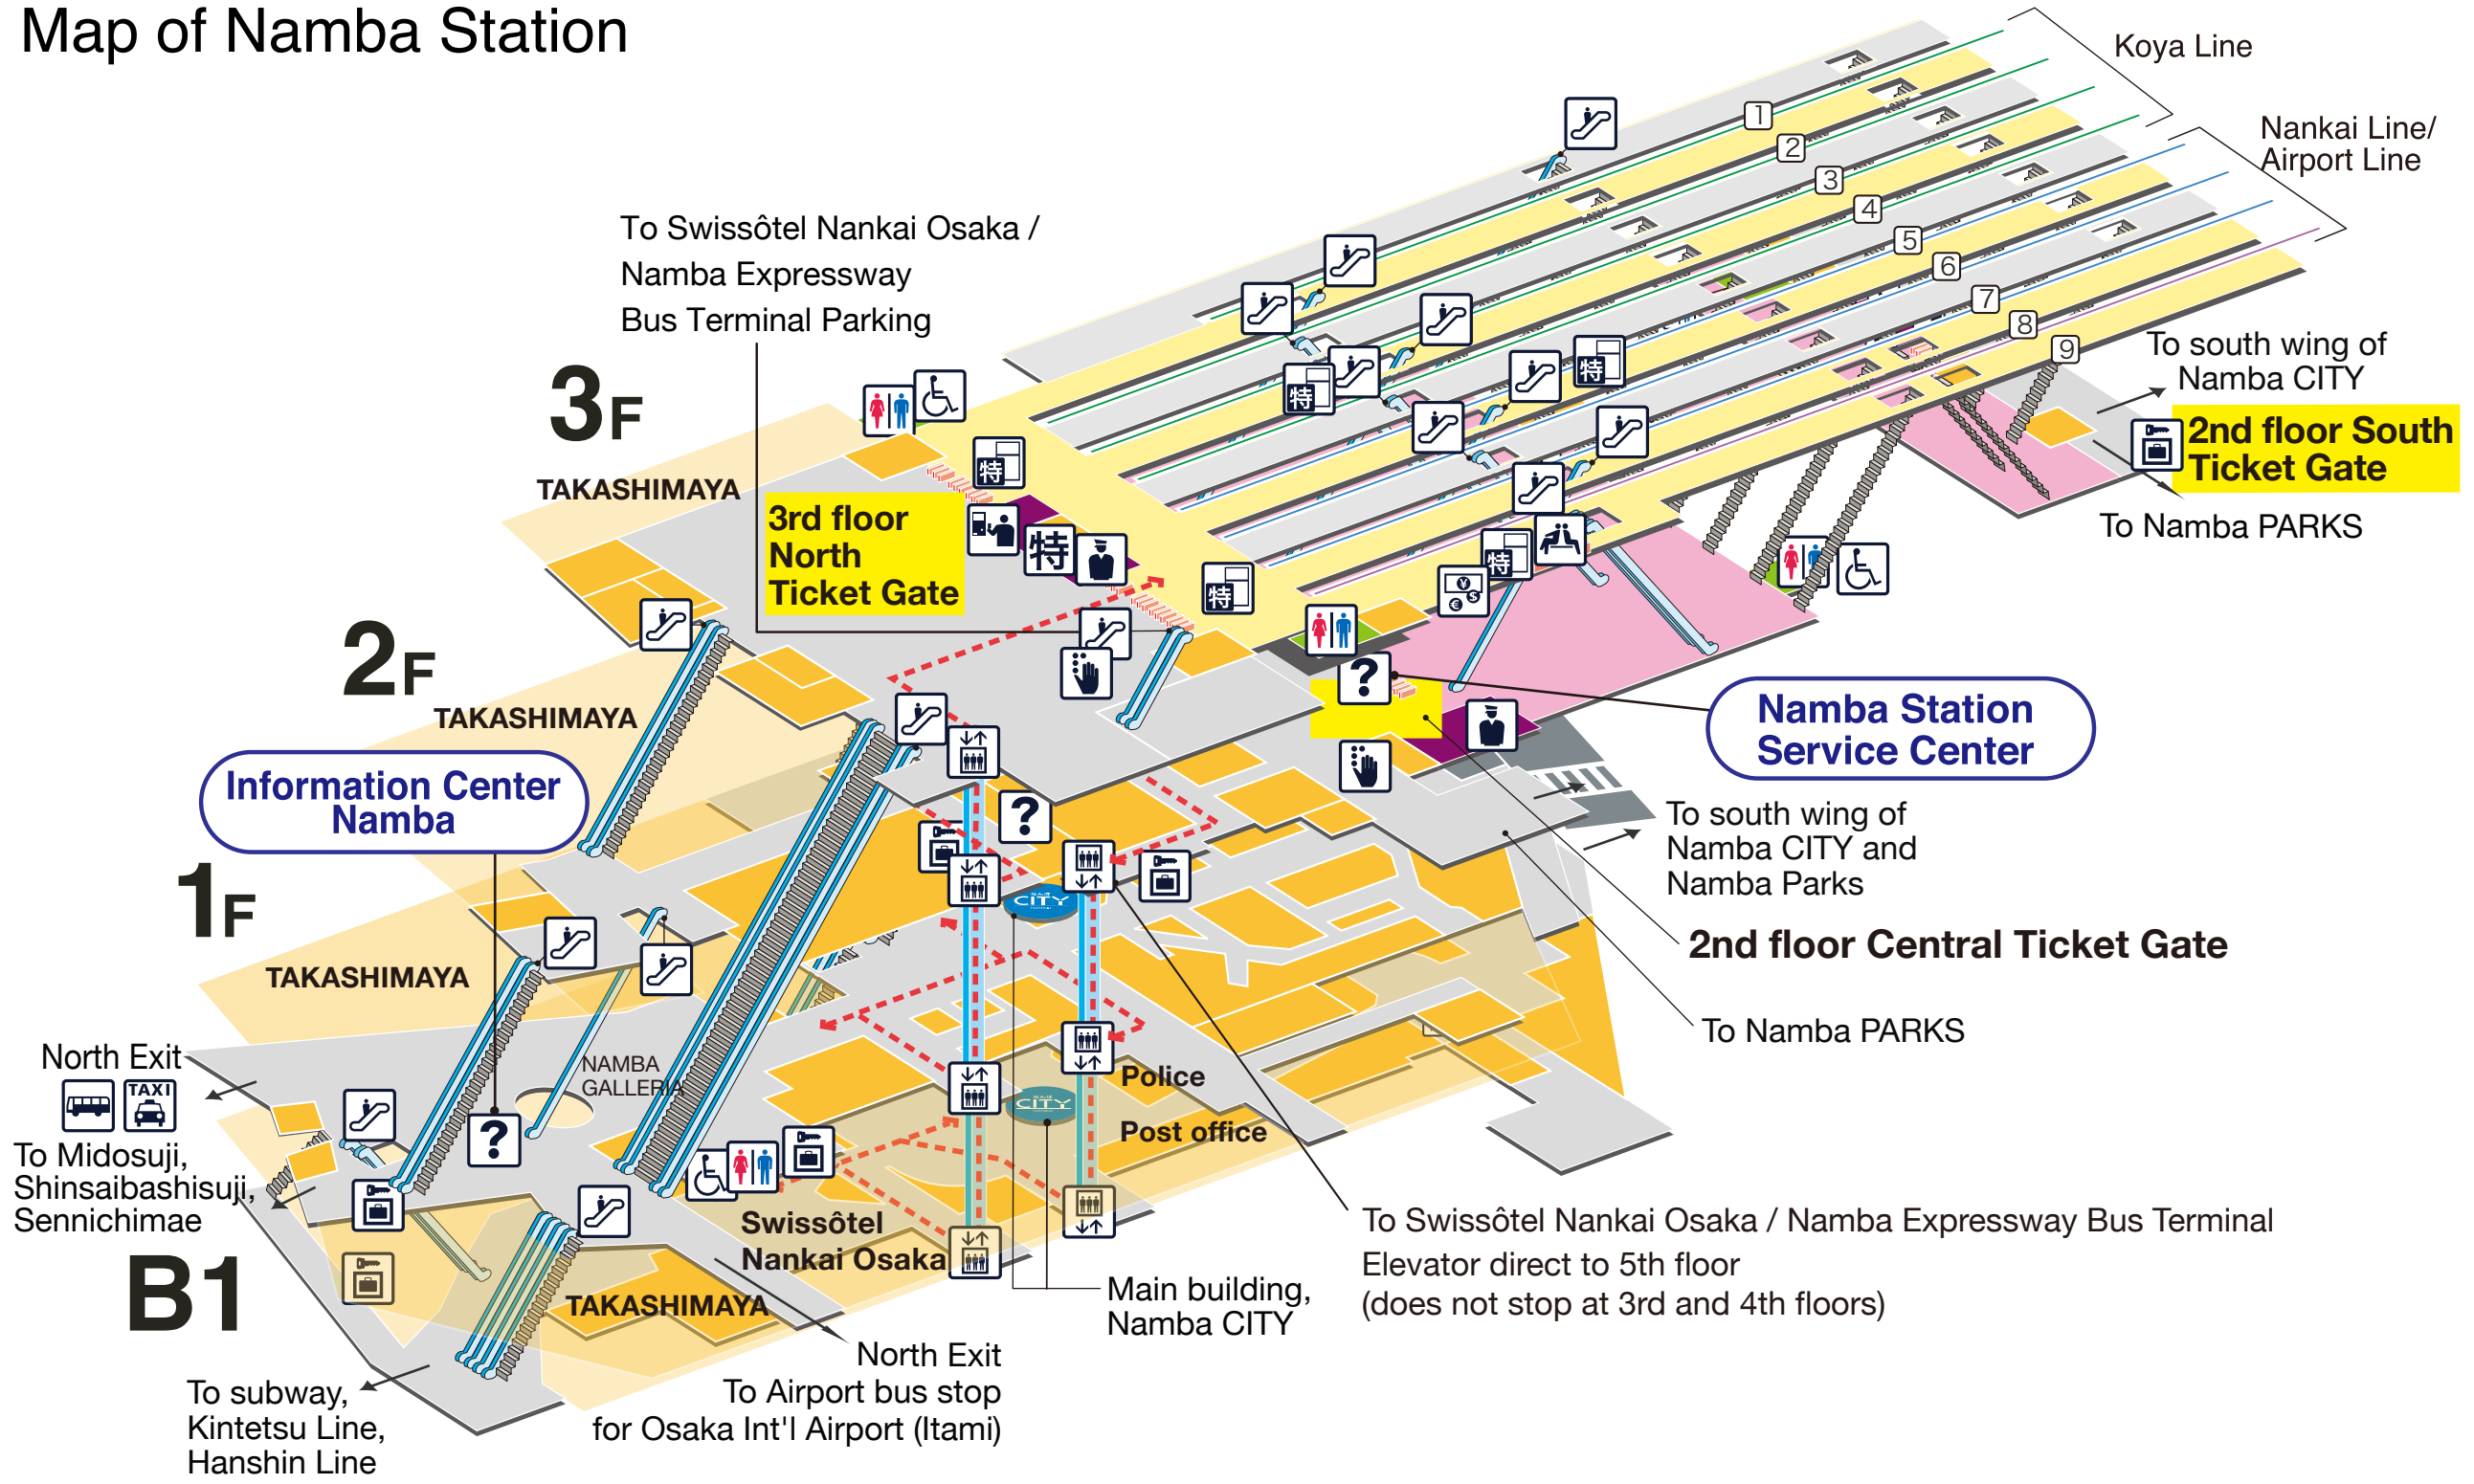 Map of Namba Station
Koya Line
Nankai Line/
Airport Line
1
2
3
4
5
6
7
8
9
To Swissôtel Nankai Osaka /
Namba Expressway
Bus Terminal Parking
To south wing of
Namba CITY
2nd floor South
Ticket Gate
To Namba PARKS
3F
TAKASHIMAYA
特
特
特
3rd floor
North
Ticket Gate
特
特
特
2F
TAKASHIMAYA
Namba Station
Service Center
Information Center
Namba
?
?
To south wing of
Namba CITY and
Namba Parks
1F
TAKASHIMAYA
CITY
2nd floor Central Ticket Gate
To Namba PARKS
North Exit
TAXI
NAMBA
GALLERIA
?
Police
CITY
Post office
To Midosuji,
Shinsaibashisuji,
Sennichimae
Swissôtel
Nankai Osaka
To Swissôtel Nankai Osaka / Namba Expressway Bus Terminal
Elevator direct to 5th floor
(does not stop at 3rd and 4th floors)
B1
TAKASHIMAYA
Main building,
Namba CITY
North Exit
To Airport bus stop
for Osaka Int'l Airport (Itami)
To subway,
Kintetsu Line,
Hanshin Line